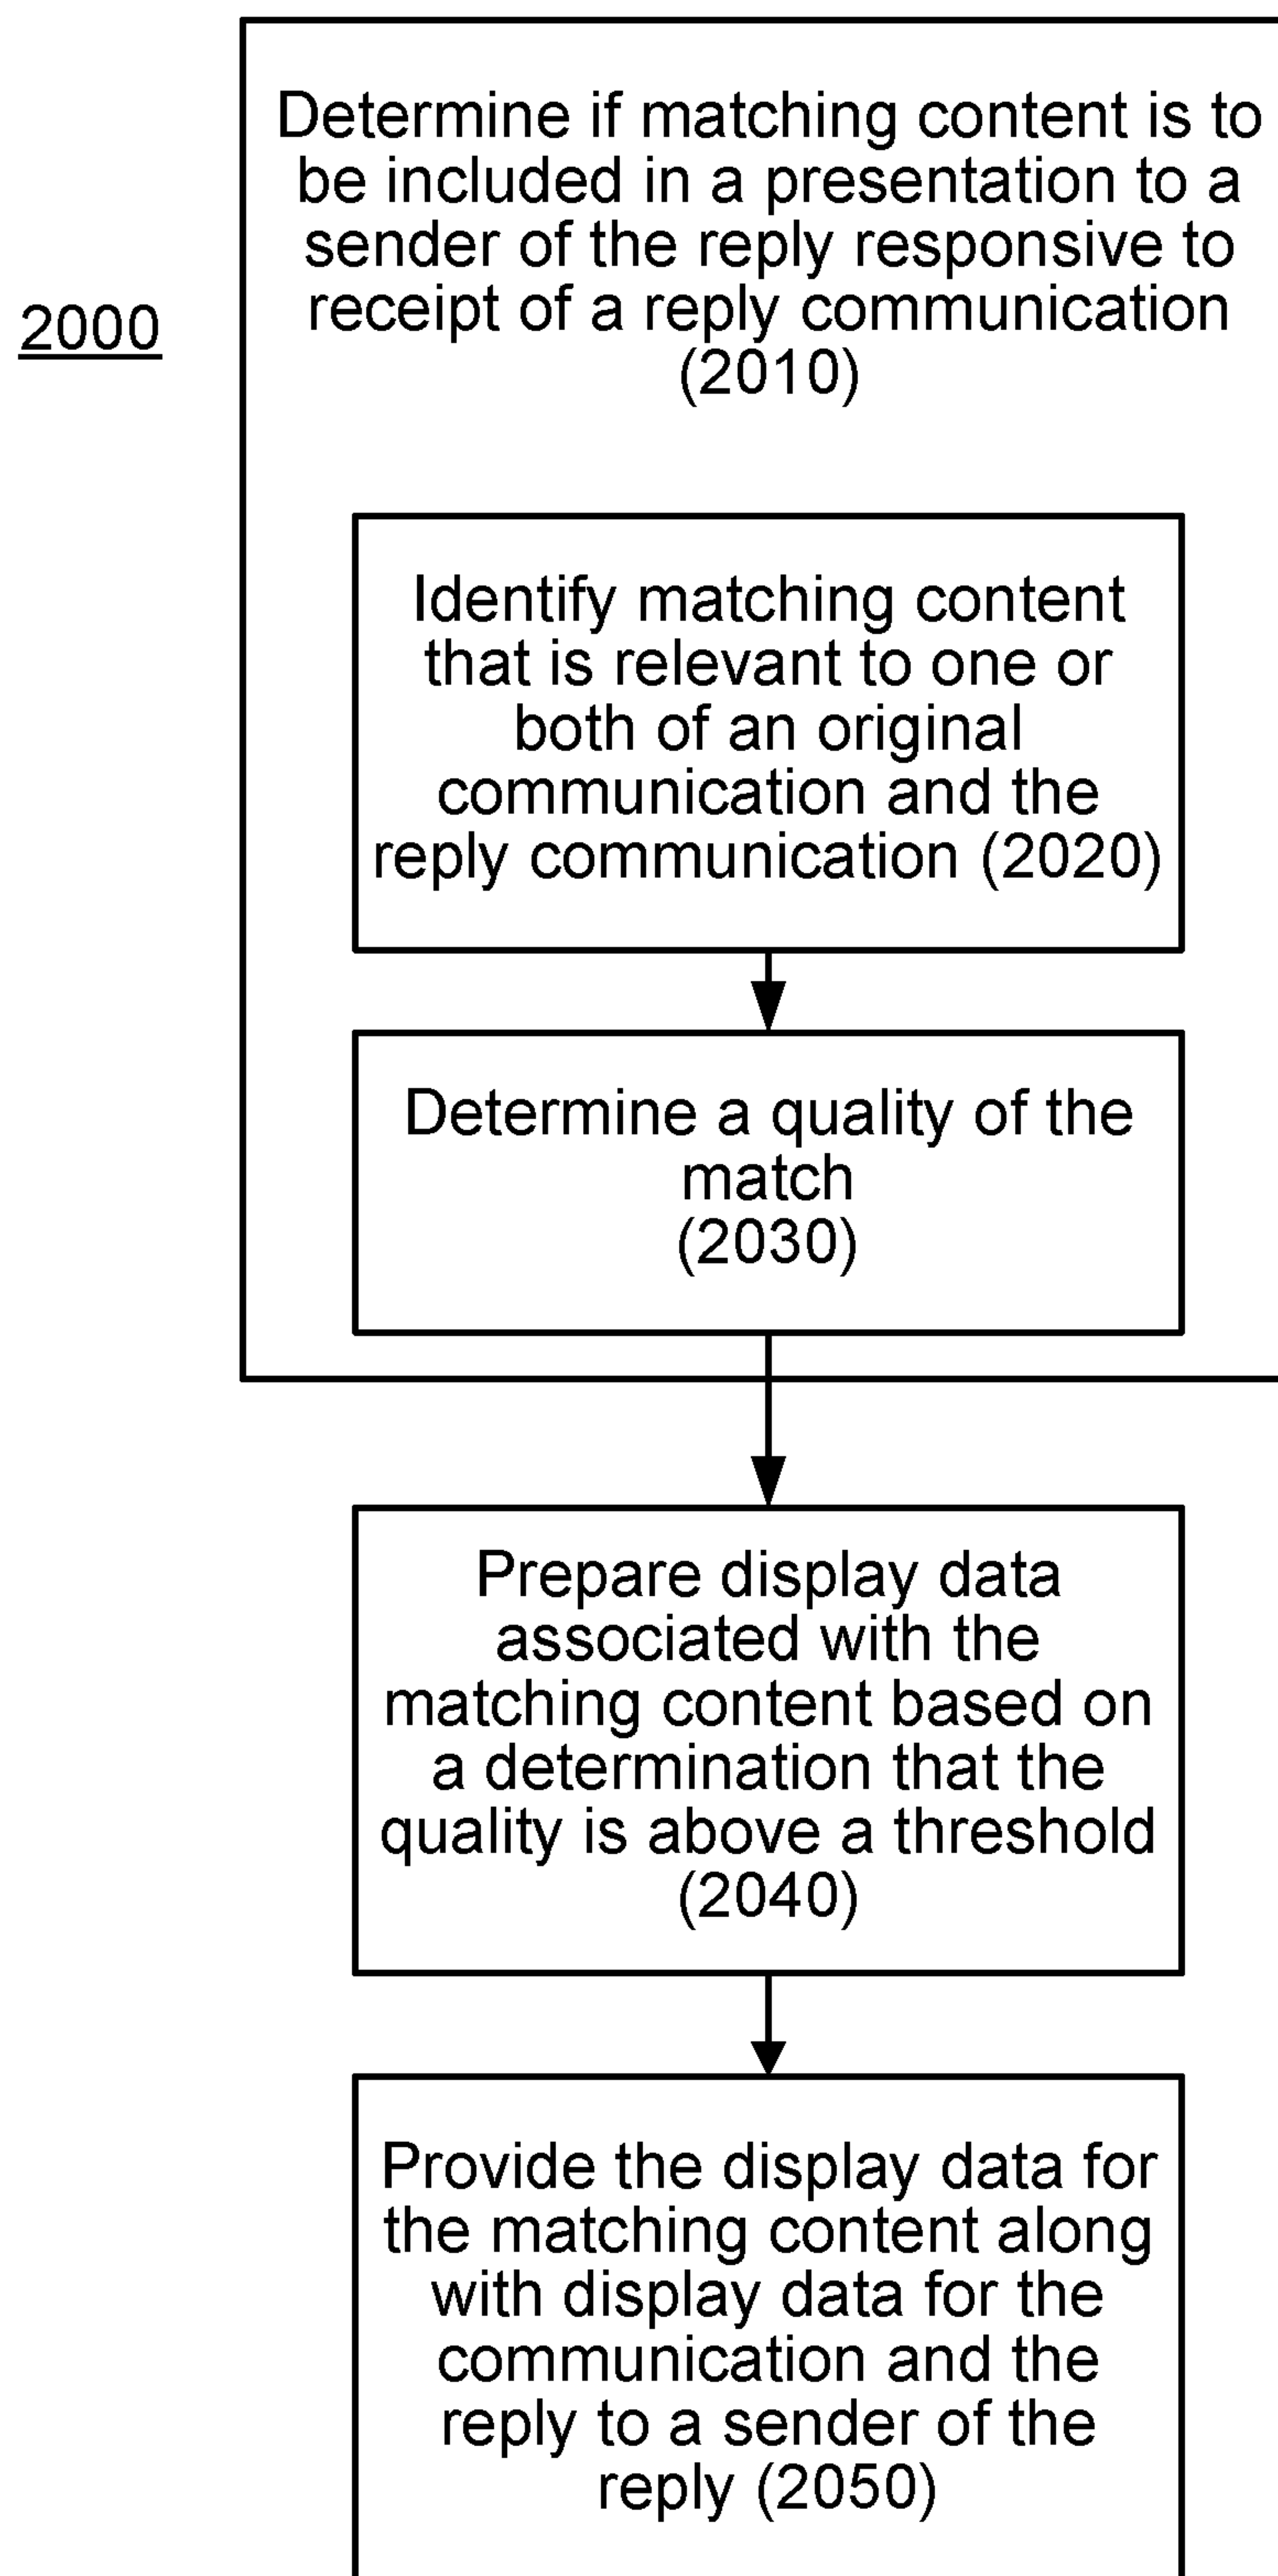 Determine if matching content is to
be included in a presentation to a
sender of the reply responsive to
receipt of a reply communication
(2010)
2000
Identify matching content
that is relevant to one or
both of an original
communication and the
reply communication (2020)
Determine a quality of the
match
(2030)
Prepare display data
associated with the
matching content based on
a determination that the
quality is above a threshold
(2040)
Provide the display data for
the matching content along
with display data for the
communication and the
reply to a sender of the
reply (2050)